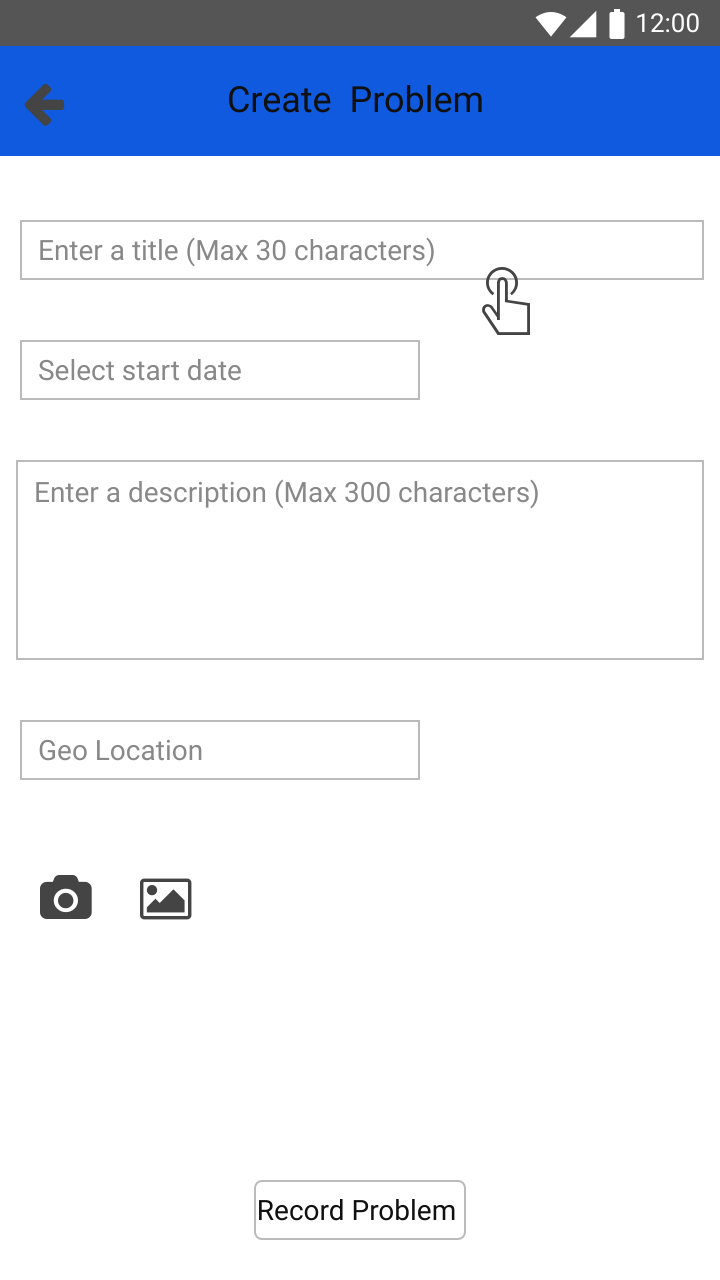 12:00
Create Problem
Enter a title (Max 30 characters)
Select start date
Enter a description (Max 300 characters)
Geo Location
Record Problem